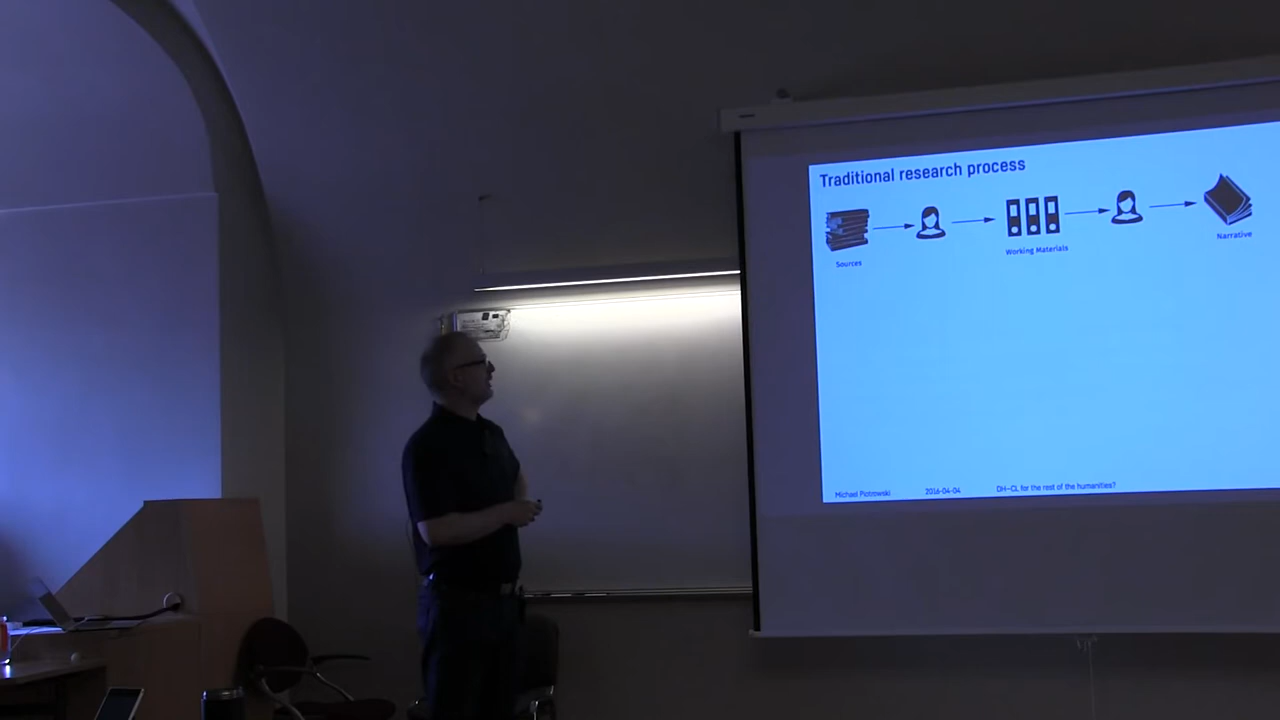 Traditional research process
Sources
Working Materials
Narrative
Michael Piotrowski 2016-04-04 DH–CL for the rest of the humanities?